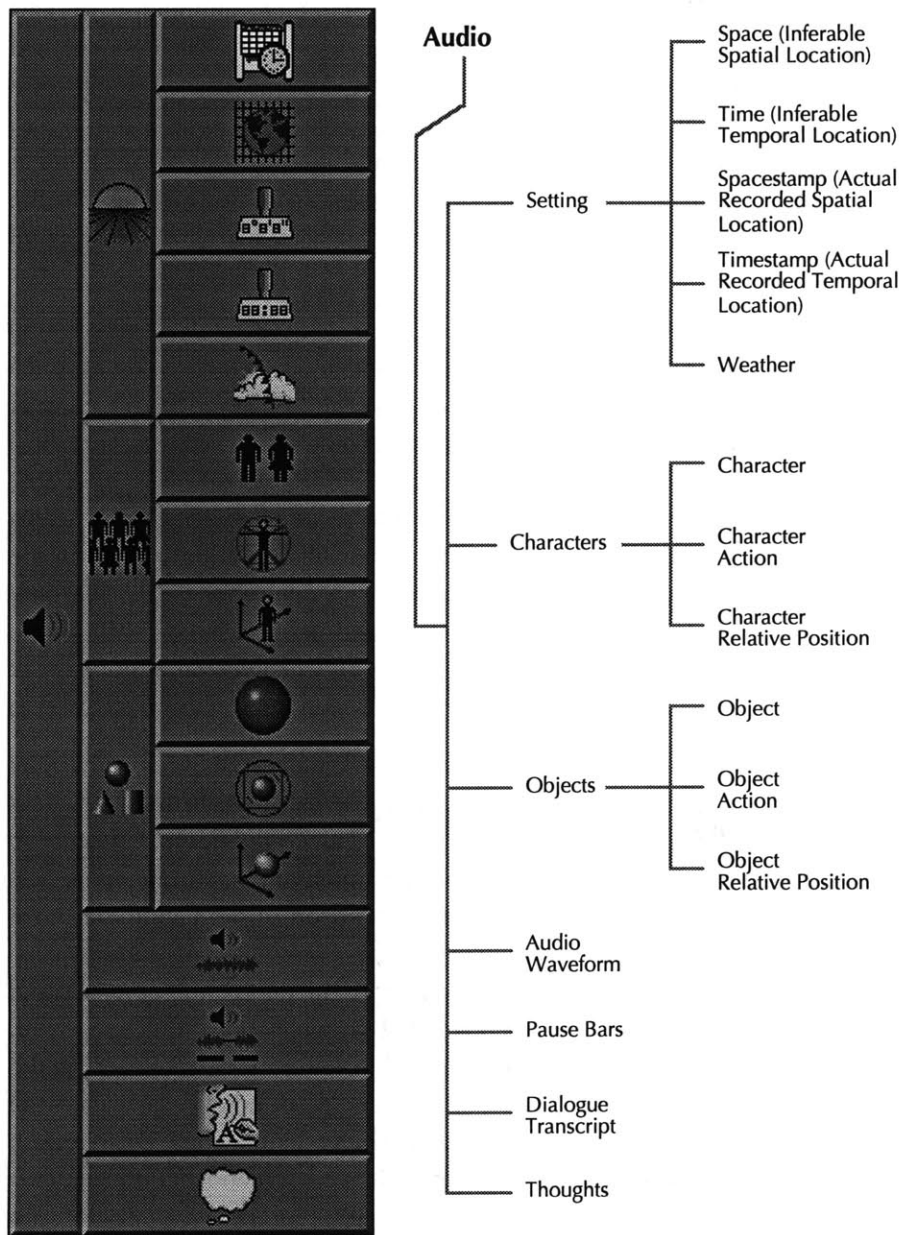 Audio
Space (Inferable
Spatial Location)
Time (Inferable
Temporal Location)
Setting
Spacestamp (Actual
Recorded Spatial
Location)
Timestamp (Actual
Recorded Temporal
Location)
Weather
Character
Characters
Character
Action
Character
Relative Position
Object
Objects
Object
Action
Object
Relative Position
Audio
Waveform
Pause Bars
Dialogue
Transcript
Thoughts